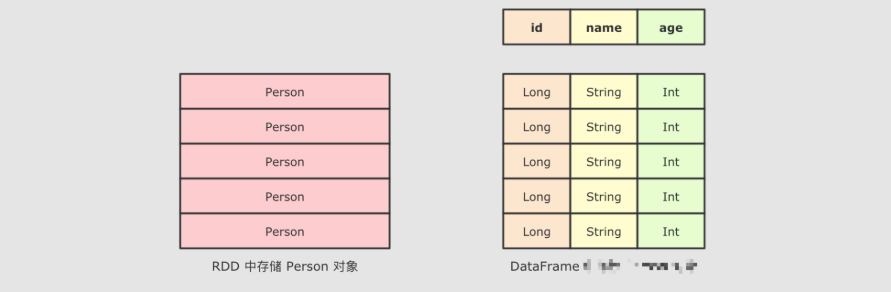 id name age
Person Long String Int
Person Long String Int
Person Long String Int
Person Long String Int
Person Long String Int
RDD 中存储 Person 对象 DataFrame